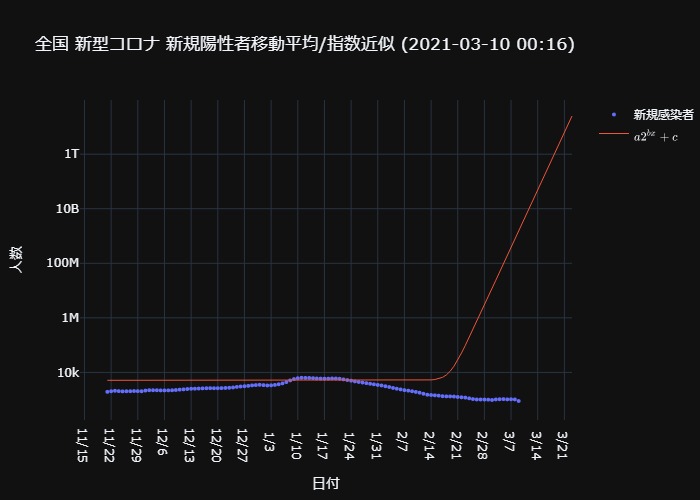 全国 新型コロナ 新規陽性者移動平均/指数近似 (2021-03-10 00:16)
新規感染者
a2^{bx} + c
1T
10B
100M
1M
10k
人数
11/15
11/22
11/29
12/6
12/13
12/20
12/27
1/3
1/10
1/17
1/24
1/31
2/7
2/14
2/21
2/28
3/7
3/14
3/21
日付